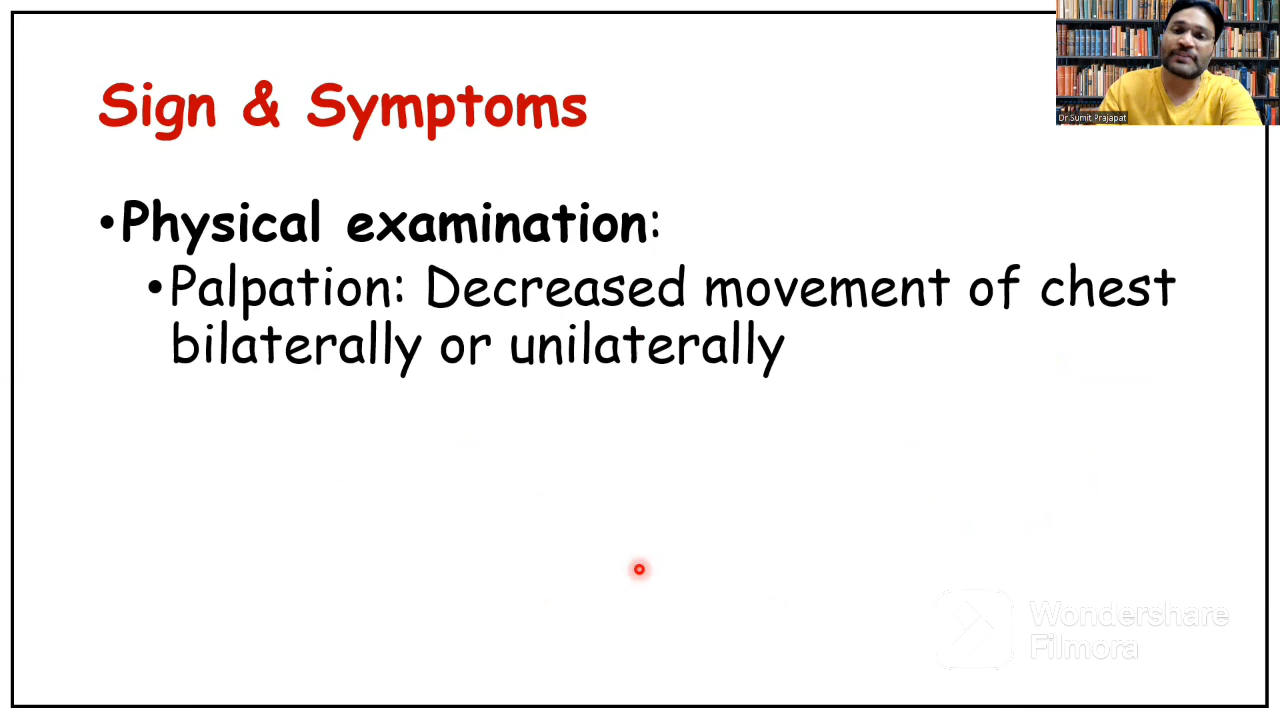 Sign & Symptoms
Dr.Sumit Prajapat
•Physical examination:
•Palpation: Decreased movement of chest
bilaterally or unilaterally
Wondershare
Filmora